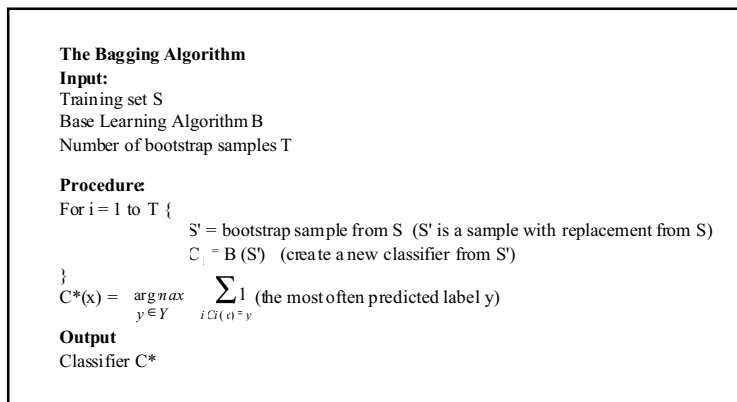 The Bagging Algorithm
Input:
Training set S
Base Learning Algorithm B
Number of bootstrap samples T
Procedure:
For i = 1 to T {
S' = bootstrap sample from S (S' is a sample with replacement from S)
C i = B (S') (create a new classifier from S')
}
C*(x) = arg max y ∈ Y ∑ 1 i:Ci(x) = y (the most often predicted label y)
Output
Classifier C*